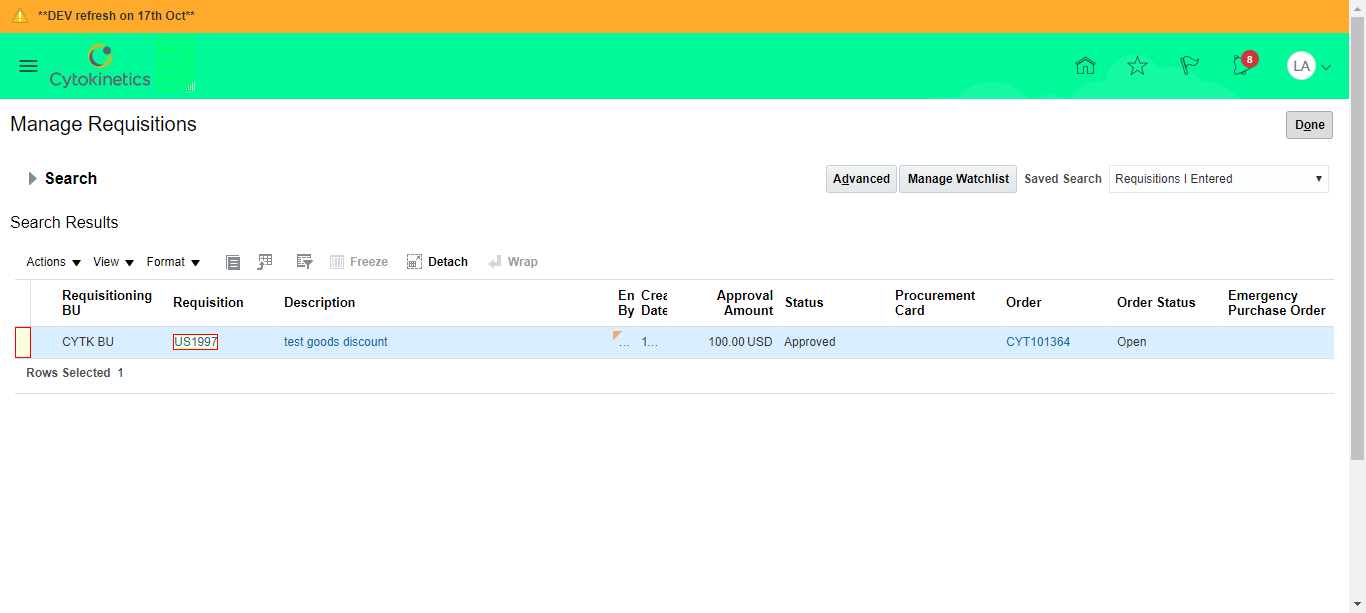 **DEV refresh on 17th Oct**
Cytokinetics
8
LA
Manage Requisitions
Done
Search
Advanced
Manage Watchlist
Saved Search
Requisitions I Entered
Search Results
Actions View Format Freeze Detach Wrap
Requisitioning BU
Requisition
Description
En By
Crea Date
Approval Amount
Status
Procurement Card
Order
Order Status
Emergency Purchase Order
CYTK BU US1997 test goods discount ... 1... 100.00 USD Approved CYT101364 Open
Rows Selected 1